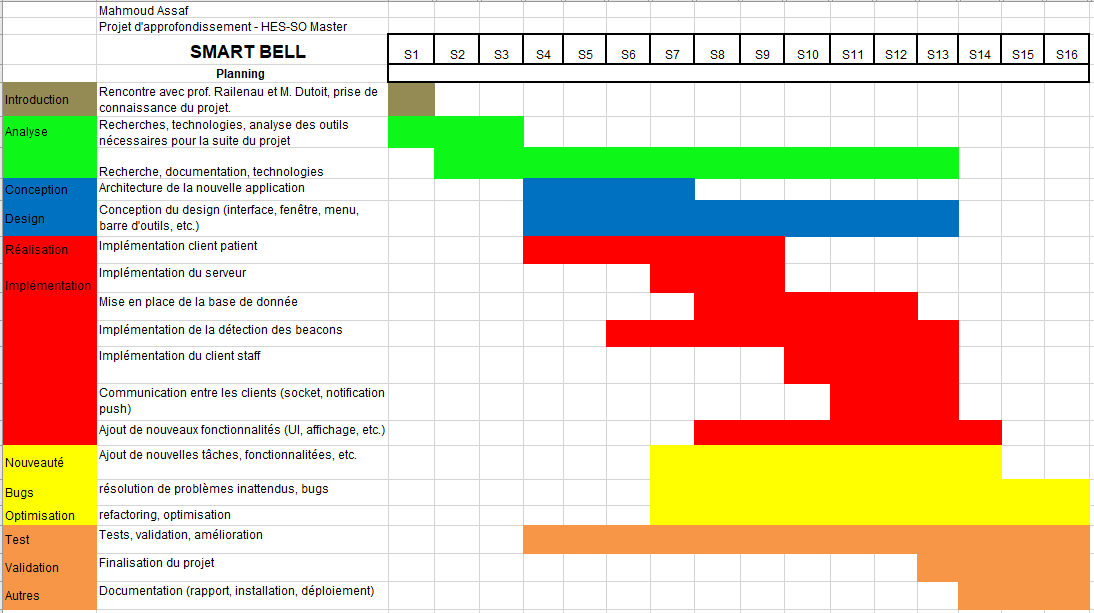 Mahmoud Assaf
Projet d'approfondissement - HES-SO Master
SMART BELL
S1 S2 S3 S4 S5 S6 S7 S8 S9 S10 S11 S12 S13 S14 S15 S16
Planning
Introduction
Rencontre avec prof. Railenau et M. Dutoit, prise de
connaissance du projet.
Analyse
Recherches, technologies, analyse des outils
nécessaires pour la suite du projet
Recherche, documentation, technologies
Conception
Architecture de la nouvelle application
Design
Conception du design (interface, fenêtre, menu,
barre d'outils, etc.)
Réalisation
Implémentation client patient
Implémentation
Implémentation du serveur
Mise en place de la base de donnée
Implémentation de la détection des beacons
Implémentation du client staff
Communication entre les clients (socket, notification
push)
Ajout de nouveaux fonctionnalités (UI, affichage, etc.)
Nouveauté
Ajout de nouvelles tâches, fonctionnalitées, etc.
Bugs
résolution de problèmes inattendus, bugs
Optimisation
refactoring, optimisation
Test
Tests, validation, amélioration
Validation
Finalisation du projet
Autres
Documentation (rapport, installation, déploiement)